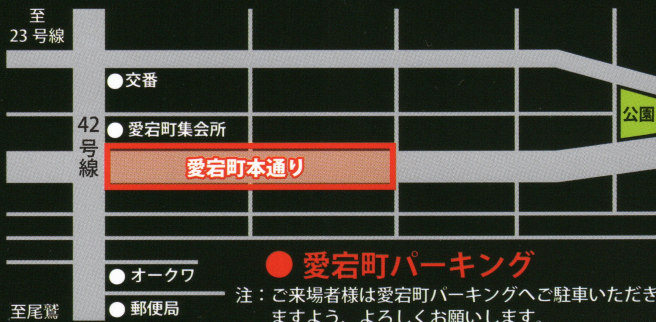 至
23号線
交番
公園
42号線
愛宕町集会所
愛宕町本通り
愛宕町パーキング
オークワ
注：ご来場者様は愛宕町パーキングへご駐車いただき
ますよう、よろしくお願いします。
至尾鷲
郵便局